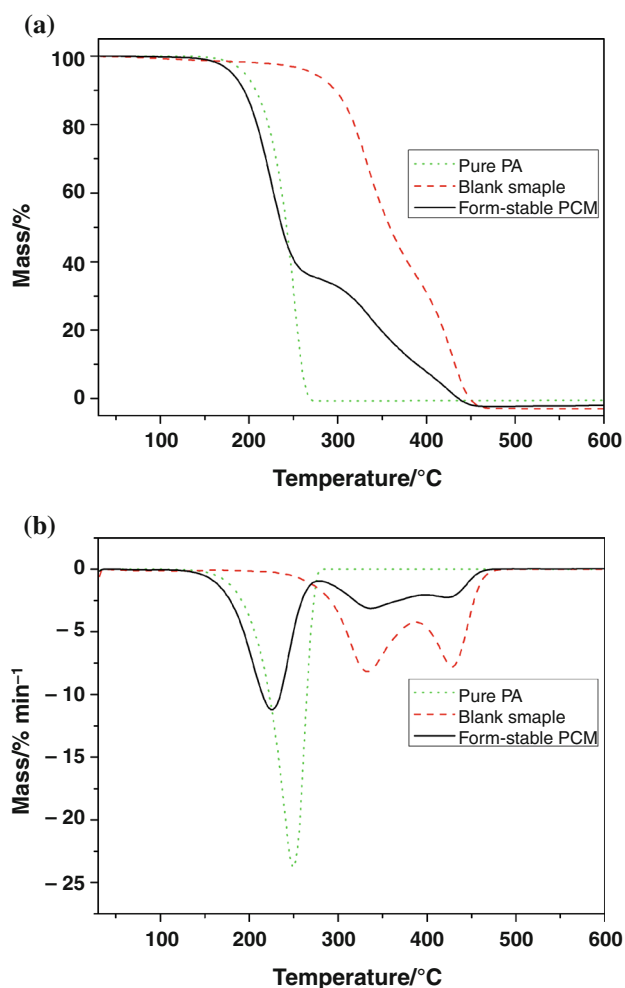 (a)
100
80
60
40
20
0
Mass/%
Pure PA
Blank smaple
Form-stable PCM
100 200 300 400 500 600
Temperature/°C
(b)
0
−5
−10
−15
−20
−25
Mass/% min⁻¹
Pure PA
Blank smaple
Form-stable PCM
100 200 300 400 500 600
Temperature/°C